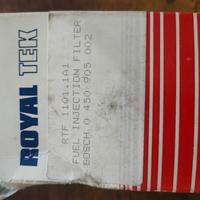 ROYAL TEK
RTF 1101.1A1
FUEL INJECTION FILTER
BOSCH 0 450 905 002